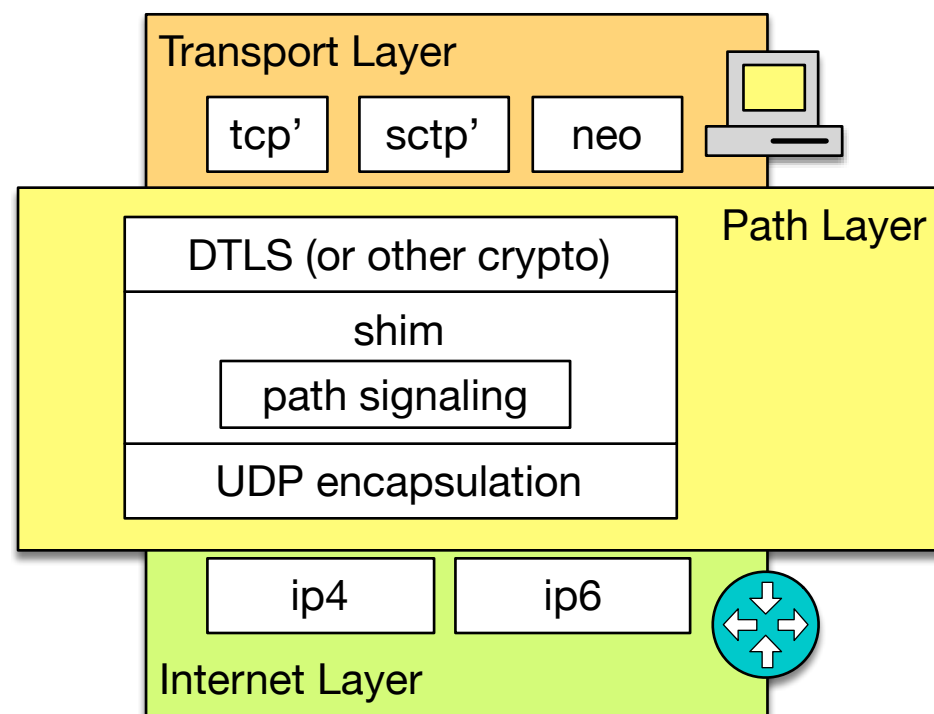 Transport Layer
tcp’ sctp’ neo
Path Layer
DTLS (or other crypto)
shim
path signaling
UDP encapsulation
ip4 ip6
Internet Layer